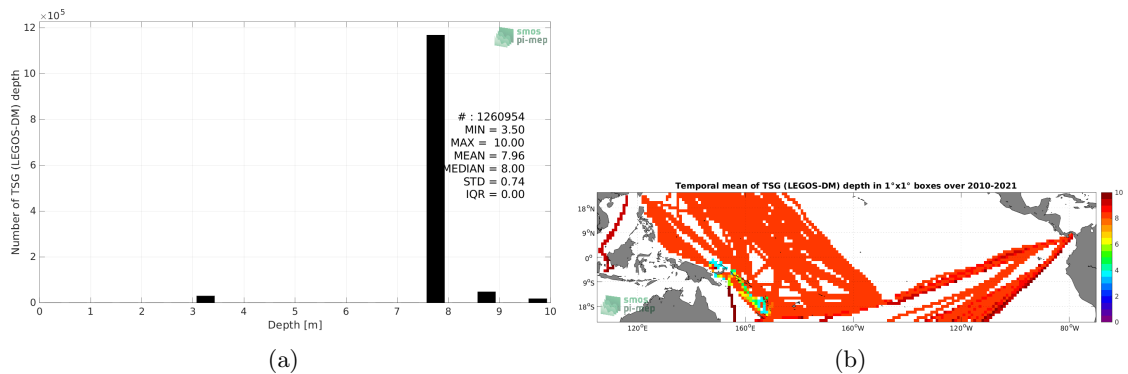 ×10⁵
12
10
8
6
4
2
0
Number of TSG (LEGOS-DM) depth
smos
pi-mep
# : 1260954
MIN = 3.50
MAX = 10.00
MEAN = 7.96
MEDIAN = 8.00
STD = 0.74
IQR = 0.00
0 1 2 3 4 5 6 7 8 9 10
Depth [m]
(a)
Temporal mean of TSG (LEGOS-DM) depth in 1°x1° boxes over 2010-2021
18°N
9°N
0°
9°S
18°S
smos
pi-mep
120°E 160°E 160°W 120°W 80°W
10
8
6
4
2
0
(b)